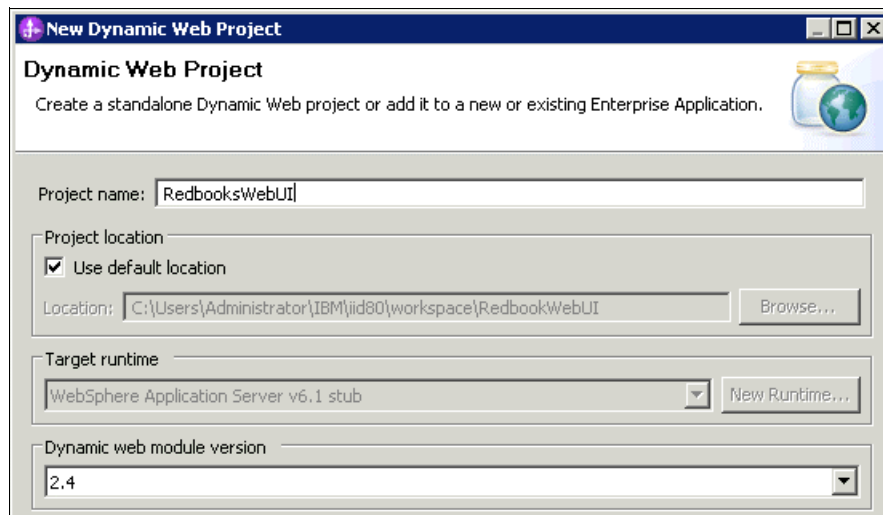 New Dynamic Web Project
Dynamic Web Project
Create a standalone Dynamic Web project or add it to a new or existing Enterprise Application.
Project name: RedbooksWebUI
Project location
Use default location
Location: C:\Users\Administrator\IBM\iid80\workspace\RedbookWebUI Browse...
Target runtime
WebSphere Application Server v6.1 stub New Runtime...
Dynamic web module version
2.4